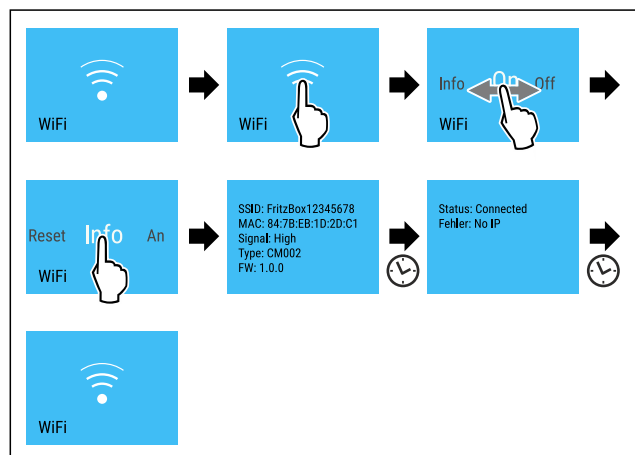 WiFi
WiFi
Info On Off
WiFi
Reset Info An
WiFi
SSID: FritzBox12345678
MAC: 84:7B:EB:1D:2D:C1
Signal: High
Type: CM002
FW: 1.0.0
Status: Connected
Fehler: No IP
WiFi